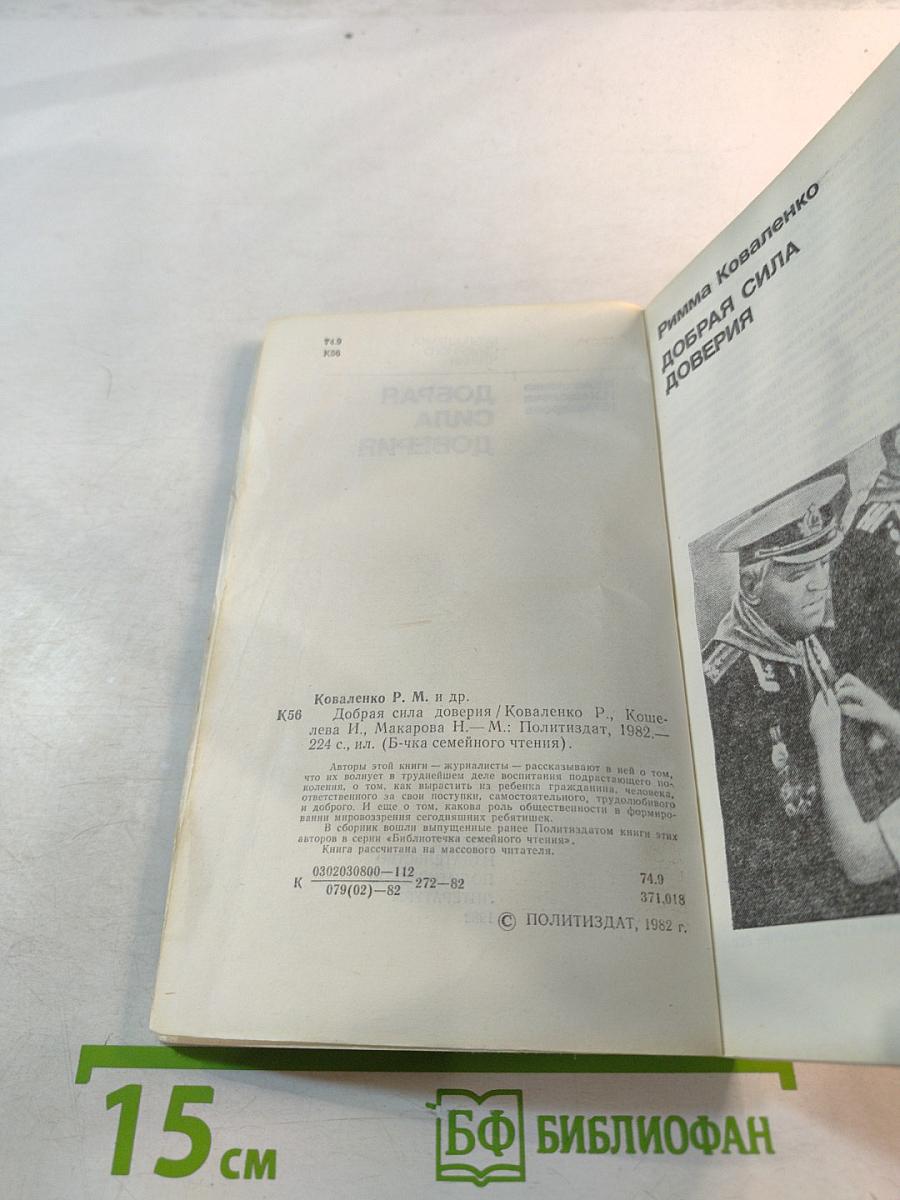 74.9
К56
Коваленко Р. М. и др.
К56 Добрая сила доверия/Коваленко Р., Коше-
лева И., Макарова Н.— М.: Политиздат, 1982.—
224 с., ил. (Б-чка семейного чтения).
Авторы этой книги — журналисты — рассказывают в ней о том,
что их волнует в труднейшем деле воспитания подрастающего по-
коления, о том, как вырастить из ребенка гражданина, человека,
ответственного за свои поступки, самостоятельного, трудолюбивого
и доброго. И еще о том, какова роль общественности в формиро-
вании мировоззрения сегодняшних ребятишек.
В сборник вошли выпущенные ранее Политиздатом книги этих
авторов в серии «Библиотечка семейного чтения».
Книга рассчитана на массового читателя.
К 0302030800—112
079(02)—82 272—82
74.9
371.018
© ПОЛИТИЗДАТ, 1982 г.
Римма Коваленко
ДОБРАЯ СИЛА
ДОВЕРИЯ
15 см
БФ БИБЛИОФАН